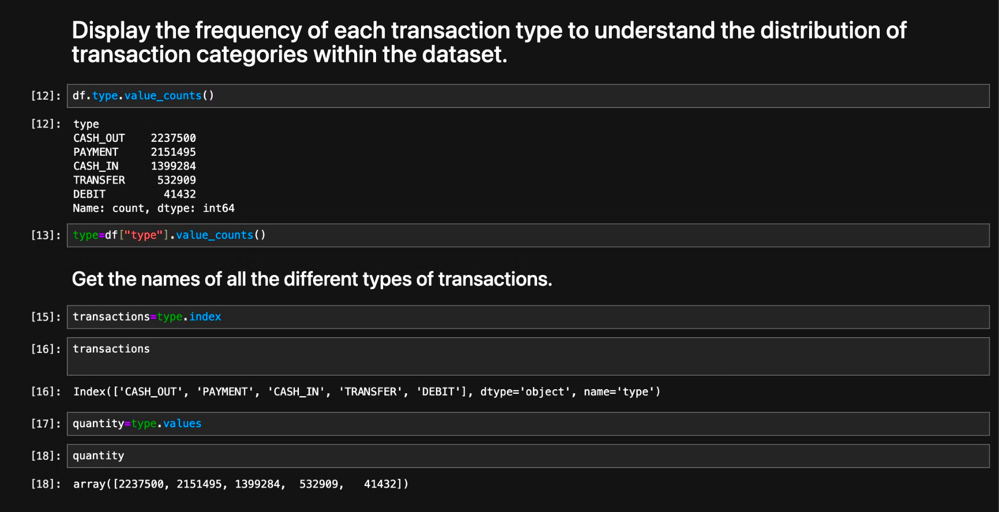 Display the frequency of each transaction type to understand the distribution of
transaction categories within the dataset.
[12]: df.type.value_counts()
[12]: type
CASH_OUT    2237500
PAYMENT     2151495
CASH_IN     1399284
TRANSFER     532909
DEBIT         41432
Name: count, dtype: int64
[13]: type=df["type"].value_counts()
Get the names of all the different types of transactions.
[15]: transactions=type.index
[16]: transactions
[16]: Index(['CASH_OUT', 'PAYMENT', 'CASH_IN', 'TRANSFER', 'DEBIT'], dtype='object', name='type')
[17]: quantity=type.values
[18]: quantity
[18]: array([2237500, 2151495, 1399284,  532909,   41432])